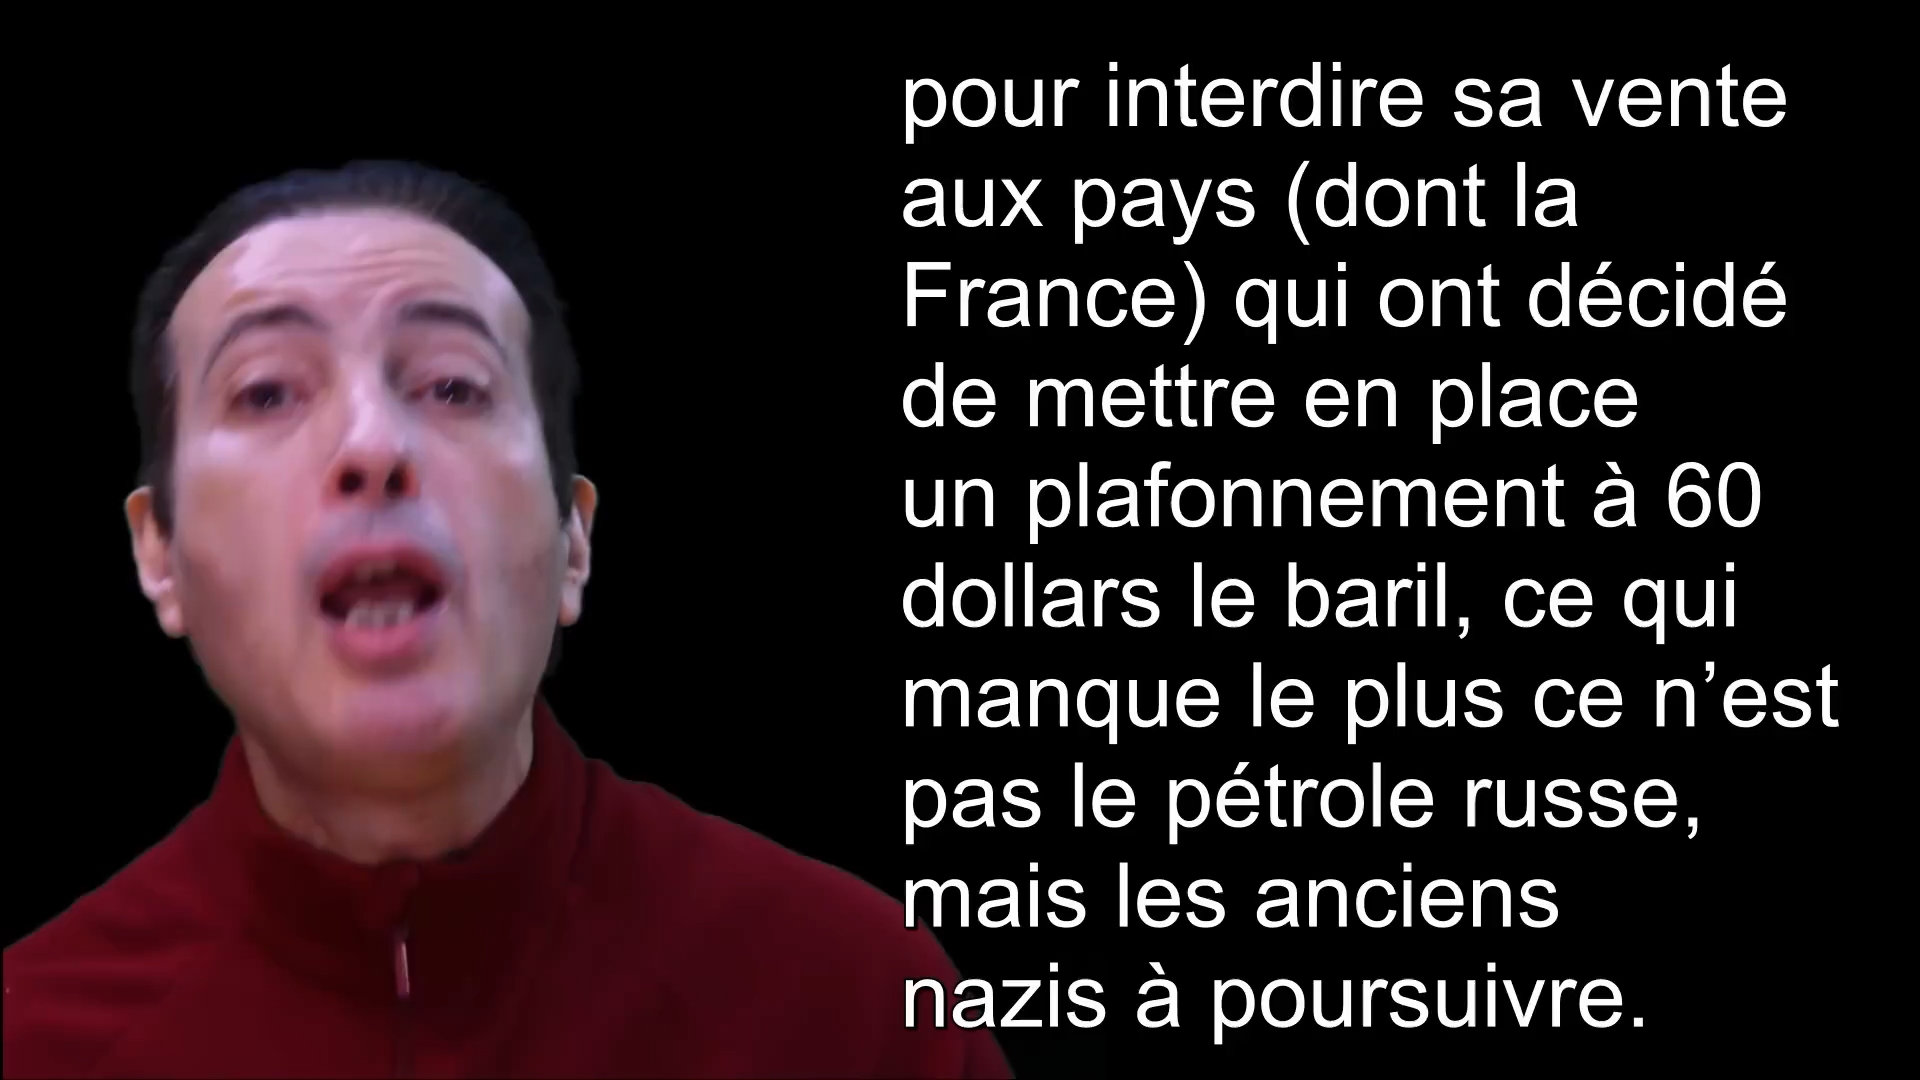 pour interdire sa vente
aux pays (dont la
France) qui ont décidé
de mettre en place
un plafonnement à 60
dollars le baril, ce qui
manque le plus ce n’est
pas le pétrole russe,
mais les anciens
nazis à poursuivre.